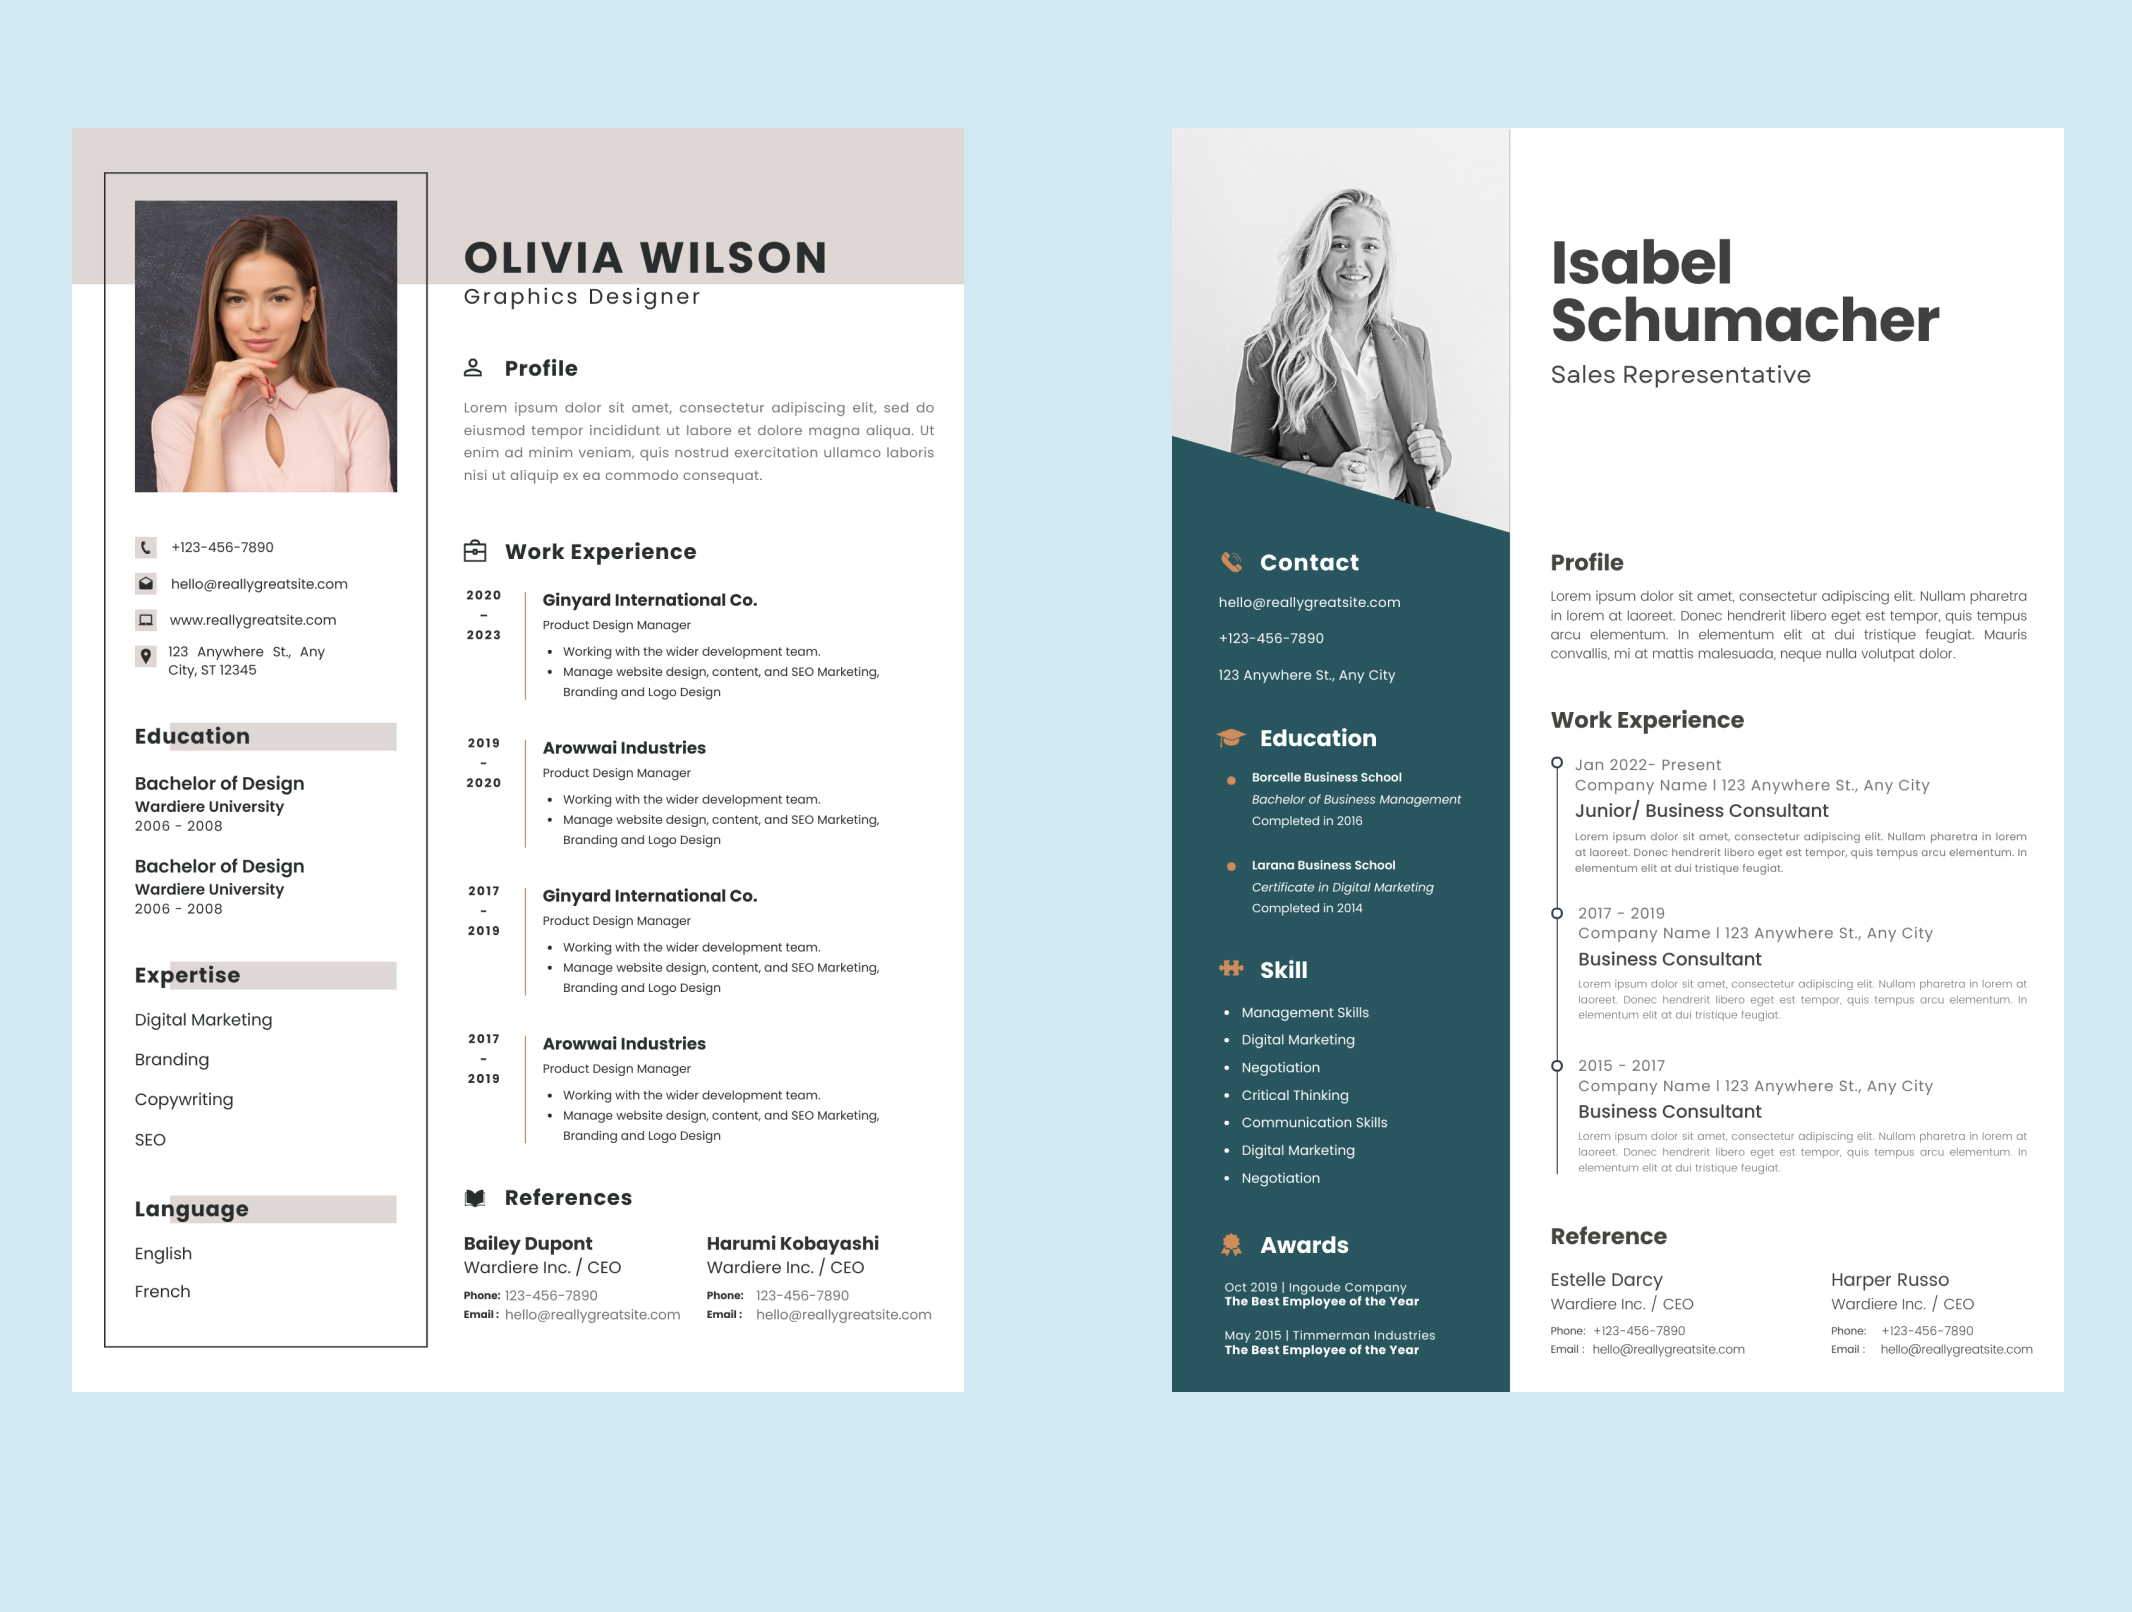 OLIVIA WILSON
Graphics Designer
+123-456-7890
hello@reallygreatsite.com
www.reallygreatsite.com
123 Anywhere St., Any
City, ST 12345
Education
Bachelor of Design
Wardiere University
2006 - 2008
Bachelor of Design
Wardiere University
2006 - 2008
Expertise
Digital Marketing
Branding
Copywriting
SEO
Language
English
French
Profile
Lorem ipsum dolor sit amet, consectetur adipiscing elit, sed do
eiusmod tempor incididunt ut labore et dolore magna aliqua. Ut
enim ad minim veniam, quis nostrud exercitation ullamco laboris
nisi ut aliquip ex ea commodo consequat.
Work Experience
2020
-
2023
Ginyard International Co.
Product Design Manager
• Working with the wider development team.
• Manage website design, content, and SEO Marketing,
Branding and Logo Design
2019
-
2020
Arowwai Industries
Product Design Manager
• Working with the wider development team.
• Manage website design, content, and SEO Marketing,
Branding and Logo Design
2017
-
2019
Ginyard International Co.
Product Design Manager
• Working with the wider development team.
• Manage website design, content, and SEO Marketing,
Branding and Logo Design
2017
-
2019
Arowwai Industries
Product Design Manager
• Working with the wider development team.
• Manage website design, content, and SEO Marketing,
Branding and Logo Design
References
Bailey Dupont
Wardiere Inc. / CEO
Phone: 123-456-7890
Email : hello@reallygreatsite.com
Harumi Kobayashi
Wardiere Inc. / CEO
Phone: 123-456-7890
Email : hello@reallygreatsite.com
Isabel
Schumacher
Sales Representative
Contact
hello@reallygreatsite.com
+123-456-7890
123 Anywhere St., Any City
Education
Borcelle Business School
Bachelor of Business Management
Completed in 2016
Larana Business School
Certificate in Digital Marketing
Completed in 2014
Skill
• Management Skills
• Digital Marketing
• Negotiation
• Critical Thinking
• Communication Skills
• Digital Marketing
• Negotiation
Awards
Oct 2019 | Ingoude Company
The Best Employee of the Year
May 2015 | Timmerman Industries
The Best Employee of the Year
Profile
Lorem ipsum dolor sit amet, consectetur adipiscing elit. Nullam pharetra
in lorem at laoreet. Donec hendrerit libero eget est tempor, quis tempus
arcu elementum. In elementum elit at dui tristique feugiat. Mauris
convallis, mi at mattis malesuada, neque nulla volutpat dolor.
Work Experience
Jan 2022- Present
Company Name l 123 Anywhere St., Any City
Junior/ Business Consultant
Lorem ipsum dolor sit amet, consectetur adipiscing elit. Nullam pharetra in lorem
at laoreet. Donec hendrerit libero eget est tempor, quis tempus arcu elementum. In
elementum elit at dui tristique feugiat.
2017 - 2019
Company Name l 123 Anywhere St., Any City
Business Consultant
Lorem ipsum dolor sit amet, consectetur adipiscing elit. Nullam pharetra in lorem at
laoreet. Donec hendrerit libero eget est tempor, quis tempus arcu elementum. In
elementum elit at dui tristique feugiat.
2015 - 2017
Company Name l 123 Anywhere St., Any City
Business Consultant
Lorem ipsum dolor sit amet, consectetur adipiscing elit. Nullam pharetra in lorem at
laoreet. Donec hendrerit libero eget est tempor, quis tempus arcu elementum. In
elementum elit at dui tristique feugiat.
Reference
Estelle Darcy
Wardiere Inc. / CEO
Phone: +123-456-7890
Email : hello@reallygreatsite.com
Harper Russo
Wardiere Inc. / CEO
Phone: +123-456-7890
Email : hello@reallygreatsite.com